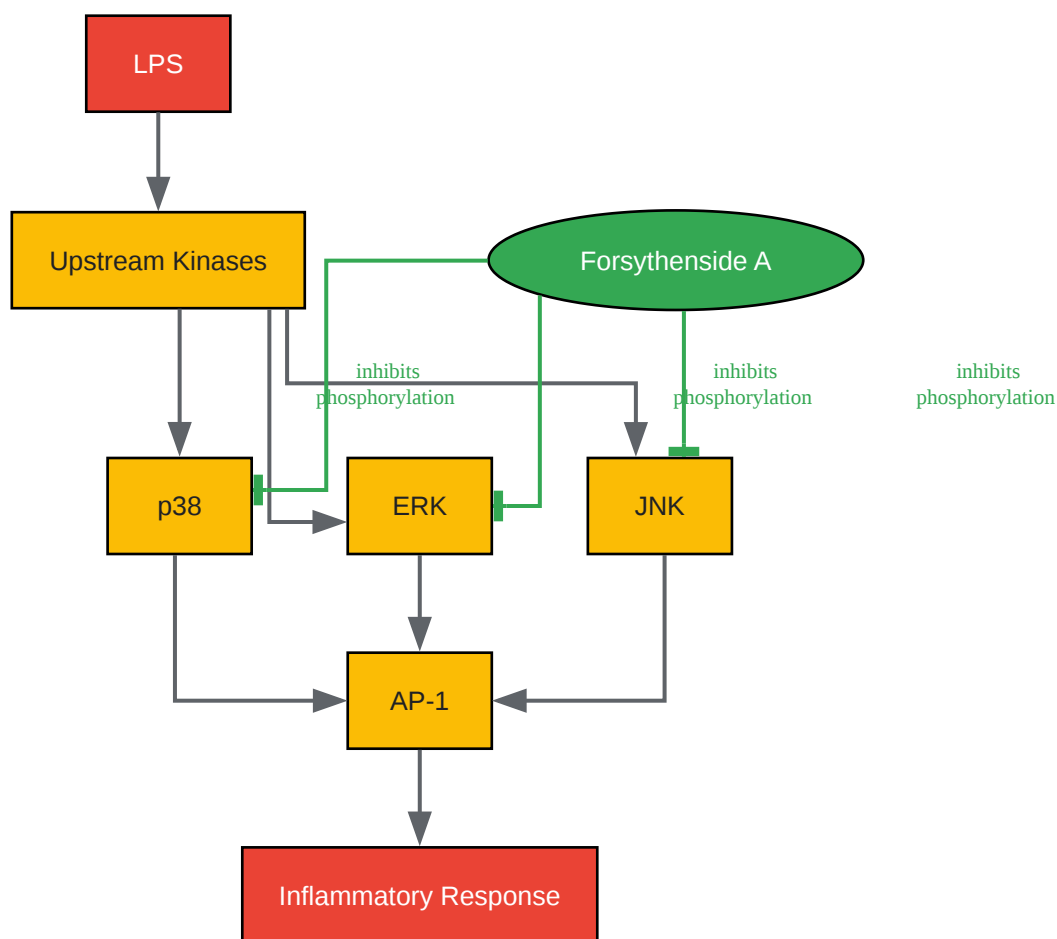 LPS
Upstream Kinases
Forsythenside A
inhibits
phosphorylation
inhibits
phosphorylation
inhibits
phosphorylation
p38
ERK
JNK
AP-1
Inflammatory Response